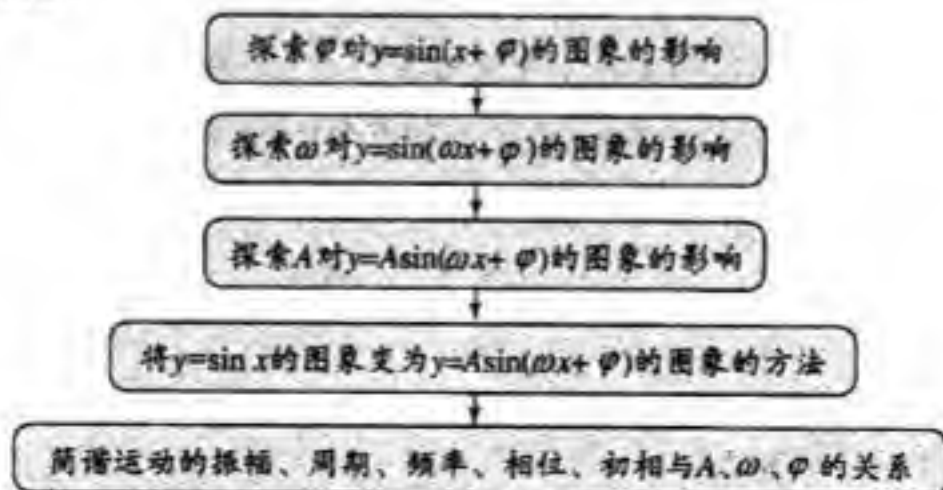 探索φ对y=sin(x+φ)的图象的影响
探索ω对y=sin(ωx+φ)的图象的影响
探索A对y=Asin(ωx+φ)的图象的影响
将y=sin x的图象变为y=Asin(ωx+φ)的图象的方法
简谐运动的振幅、周期、频率、相位、初相与A、ω、φ的关系